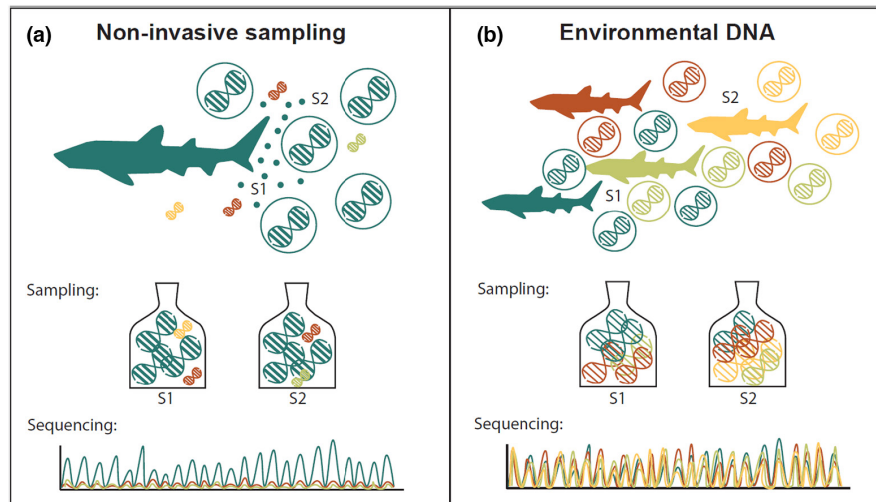 (a) Non-invasive sampling
S2
S1
Sampling:
S1 S2
Sequencing:
(b) Environmental DNA
S2
S1
Sampling:
S1 S2
Sequencing: